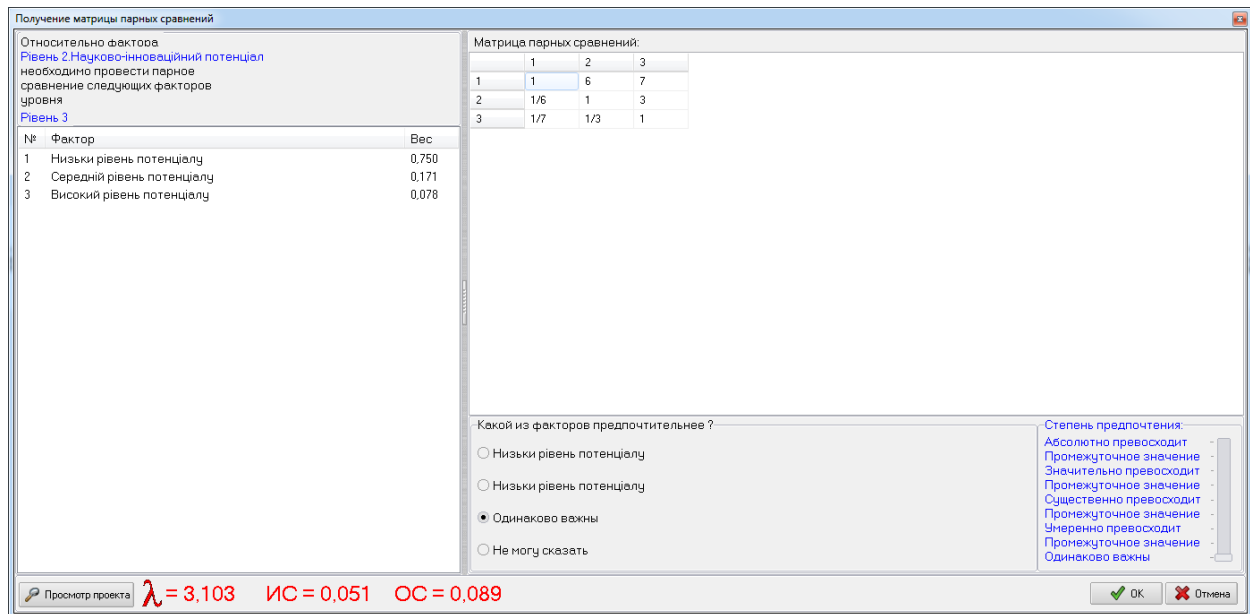 Получение матрицы парных сравнений
Относительно фактора
Рівень 2.Науково-інноваційний потенціал
необходимо провести парное
сравнение следующих факторов
уровня
Рівень 3
№ Фактор Вес
1 Низьки рівень потенціалу 0,750
2 Середній рівень потенціалу 0,171
3 Високий рівень потенціалу 0,078
Матрица парных сравнений:
1 2 3
1 1 6 7
2 1/6 1 3
3 1/7 1/3 1
Какой из факторов предпочтительнее ?
Низьки рівень потенціалу
Низьки рівень потенціалу
Одинаково важны
Не могу сказать
Степень предпочтения:
Абсолютно превосходит
Промежуточное значение
Значительно превосходит
Промежуточное значение
Существенно превосходит
Промежуточное значение
Умеренно превосходит
Промежуточное значение
Одинаково важны
Просмотр проекта λ = 3,103 ИС = 0,051 ОС = 0,089 OK Отмена